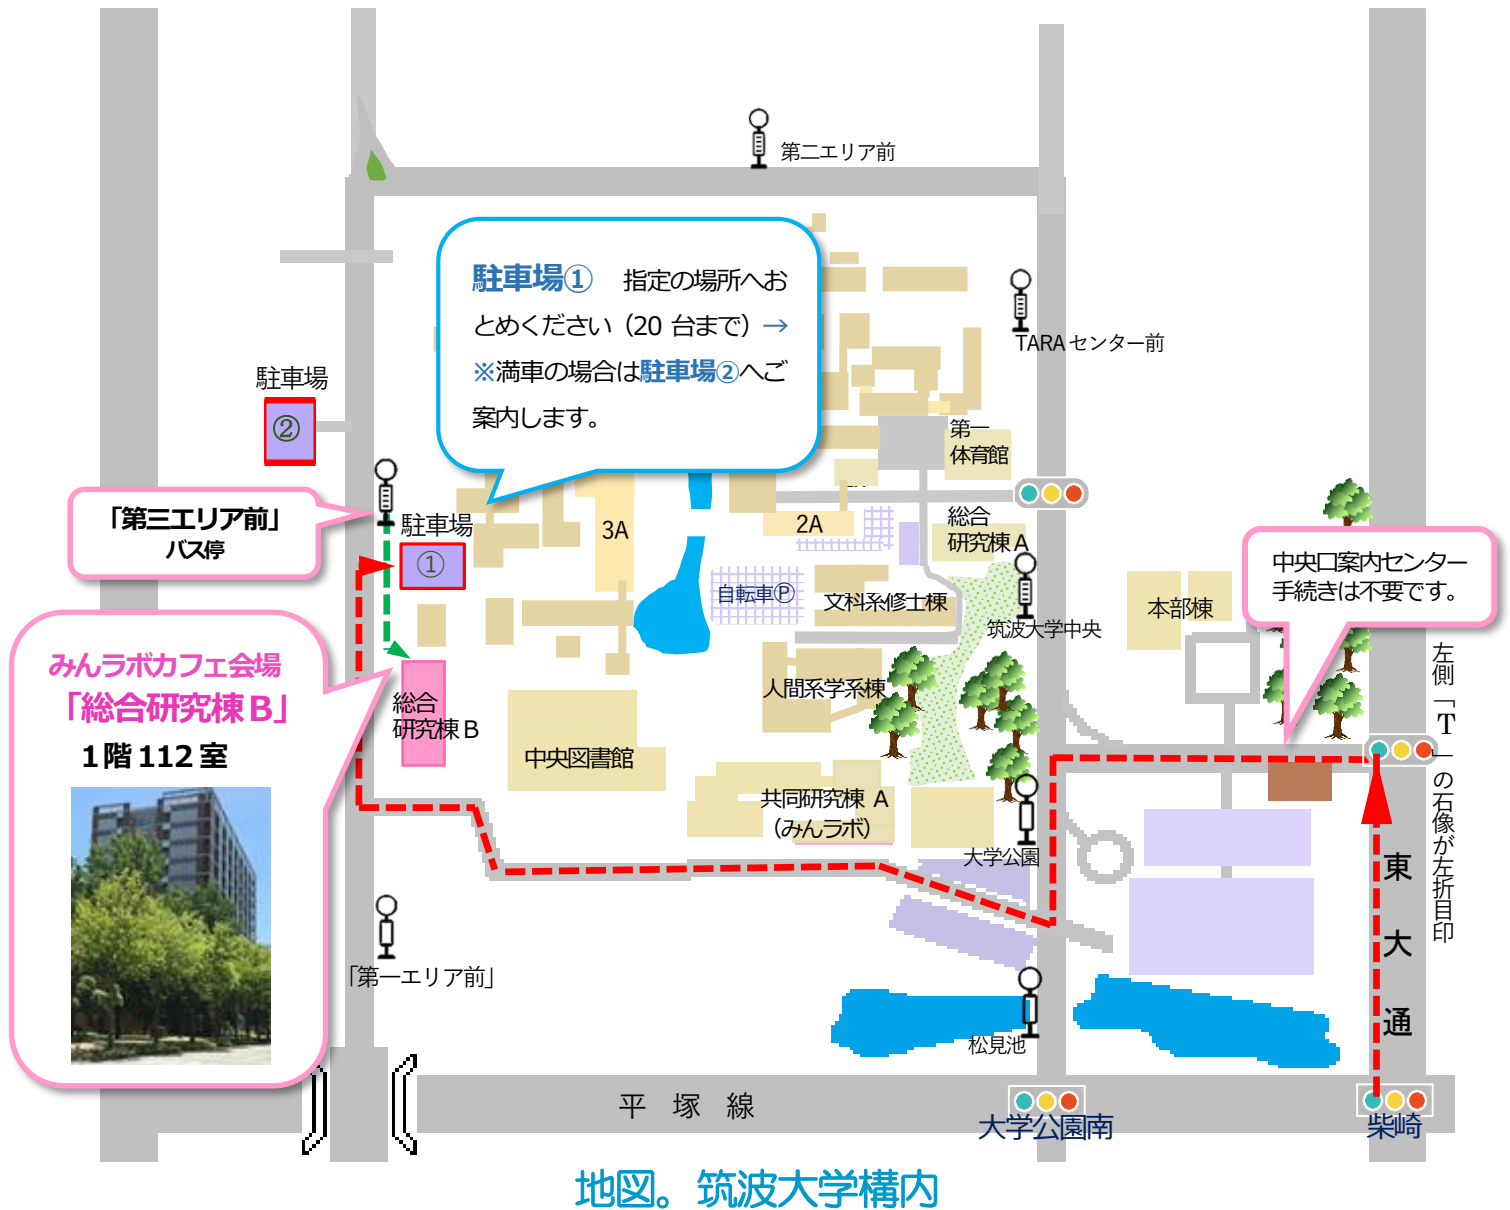 第二エリア前
駐車場① 指定の場所へお
とめください（20 台まで）→
※満車の場合は駐車場②へご
案内します。
TARA センター前
駐車場
②
第一
体育館
「第三エリア前」
バス停
駐車場
①
3A
2A
総合
研究棟 A
中央口案内センター
手続きは不要です。
自転車Ⓟ
文科系修士棟
筑波大学中央
本部棟
みんラボカフェ会場
「総合研究棟 B」
1 階 112 室
総合
研究棟 B
人間系学系棟
中央図書館
共同研究棟 A
（みんラボ）
大学公園
左側「T」の石像が左折目印
東大通
「第一エリア前」
松見池
平 塚 線
大学公園南
柴崎
地図。筑波大学構内